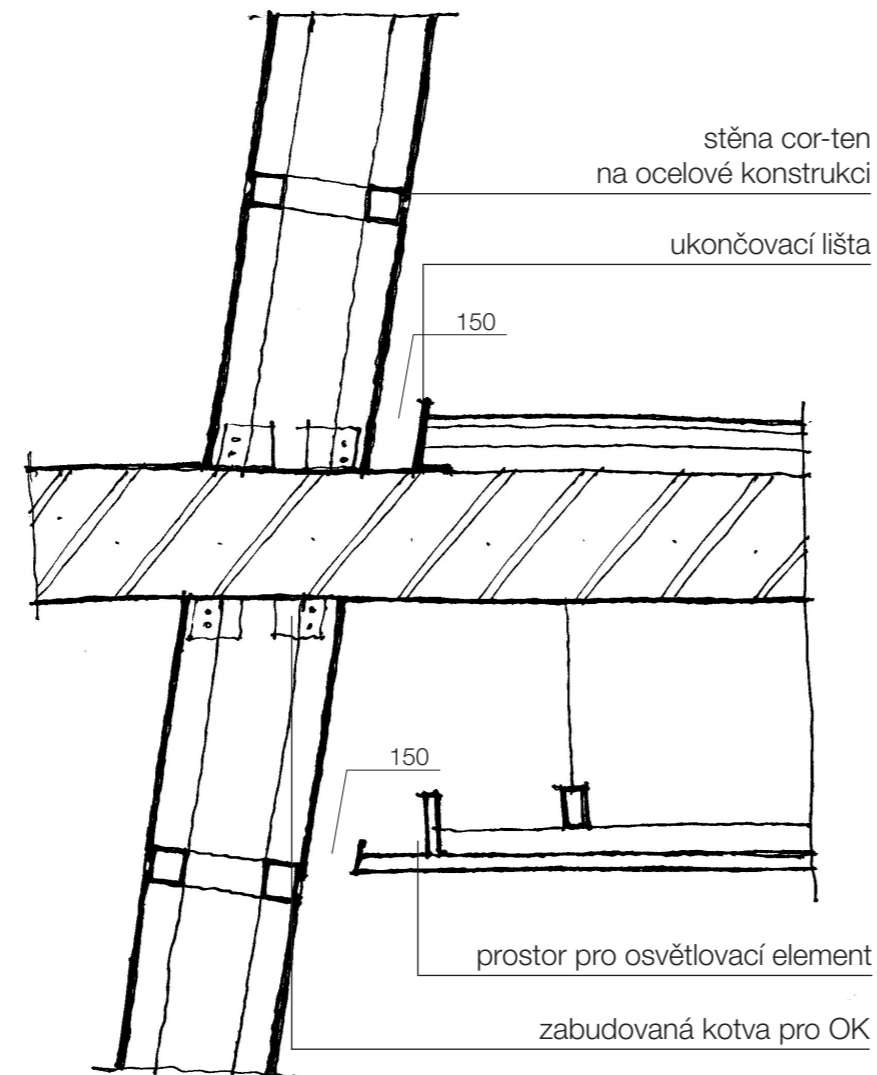 stěna cor-ten
na ocelové konstrukci
ukončovací lišta
150
150
prostor pro osvětlovací element
zabudovaná kotva pro OK